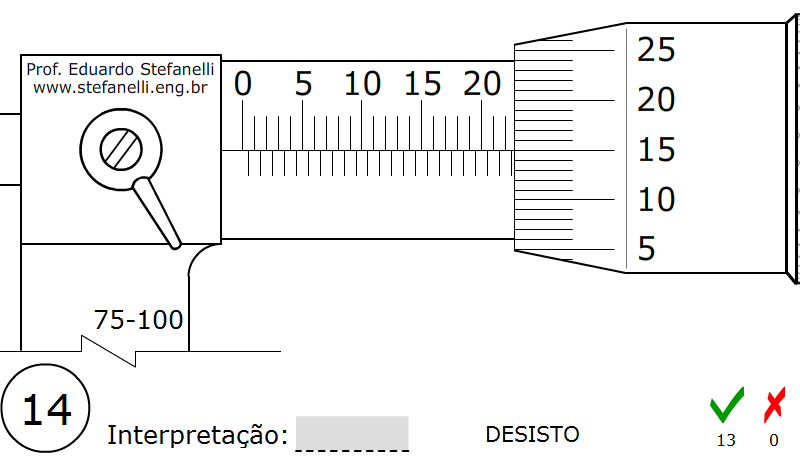 Prof. Eduardo Stefanelli
www.stefanelli.eng.br
0 5 10 15 20
25
20
15
10
5
75-100
14
Interpretação:
DESISTO
13 0